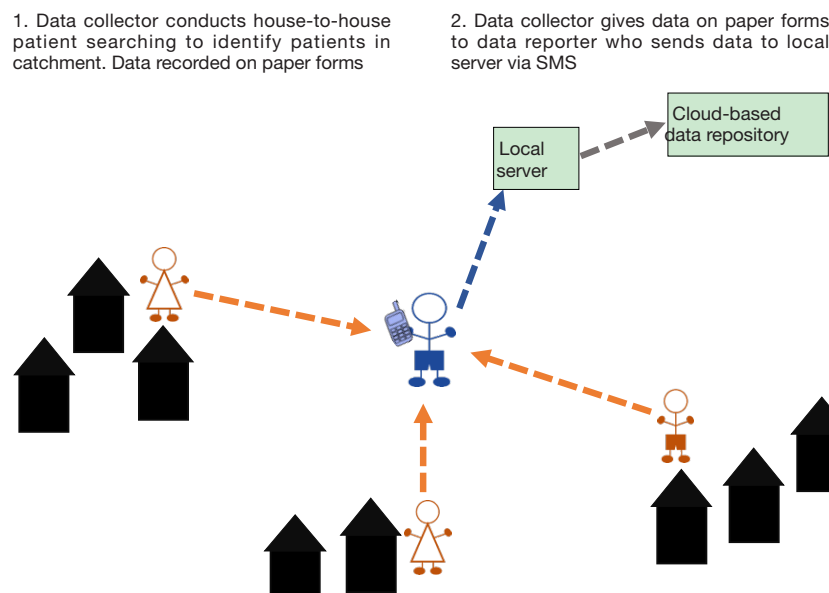 1. Data collector conducts house-to-house
patient searching to identify patients in
catchment. Data recorded on paper forms
2. Data collector gives data on paper forms
to data reporter who sends data to local
server via SMS
Cloud-based
data repository
Local
server